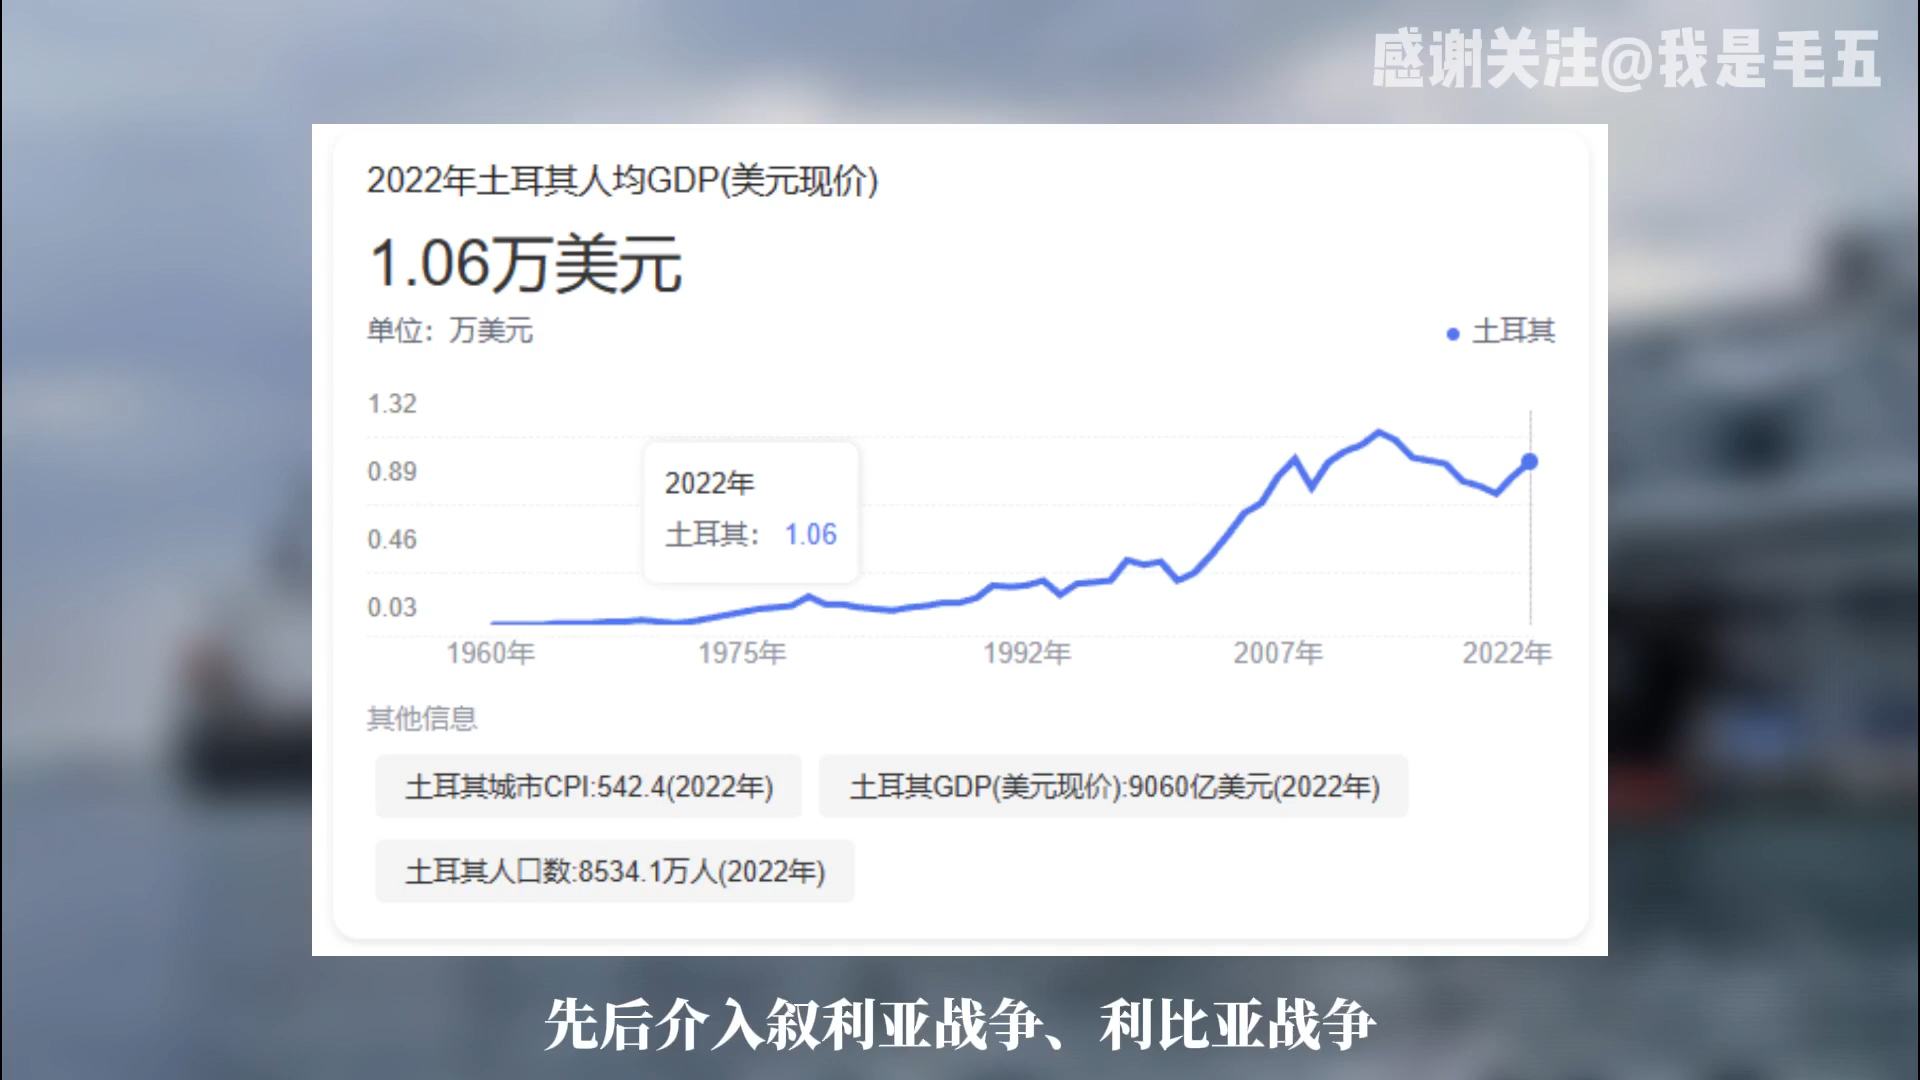 感谢关注@我是毛五
2022年土耳其人均GDP(美元现价)
1.06万美元
单位：万美元
土耳其
1.32
0.89
0.46
0.03
2022年
土耳其： 1.06
1960年 1975年 1992年 2007年 2022年
其他信息
土耳其城市CPI:542.4(2022年) 土耳其GDP(美元现价):9060亿美元(2022年)
土耳其人口数:8534.1万人(2022年)
先后介入叙利亚战争、利比亚战争